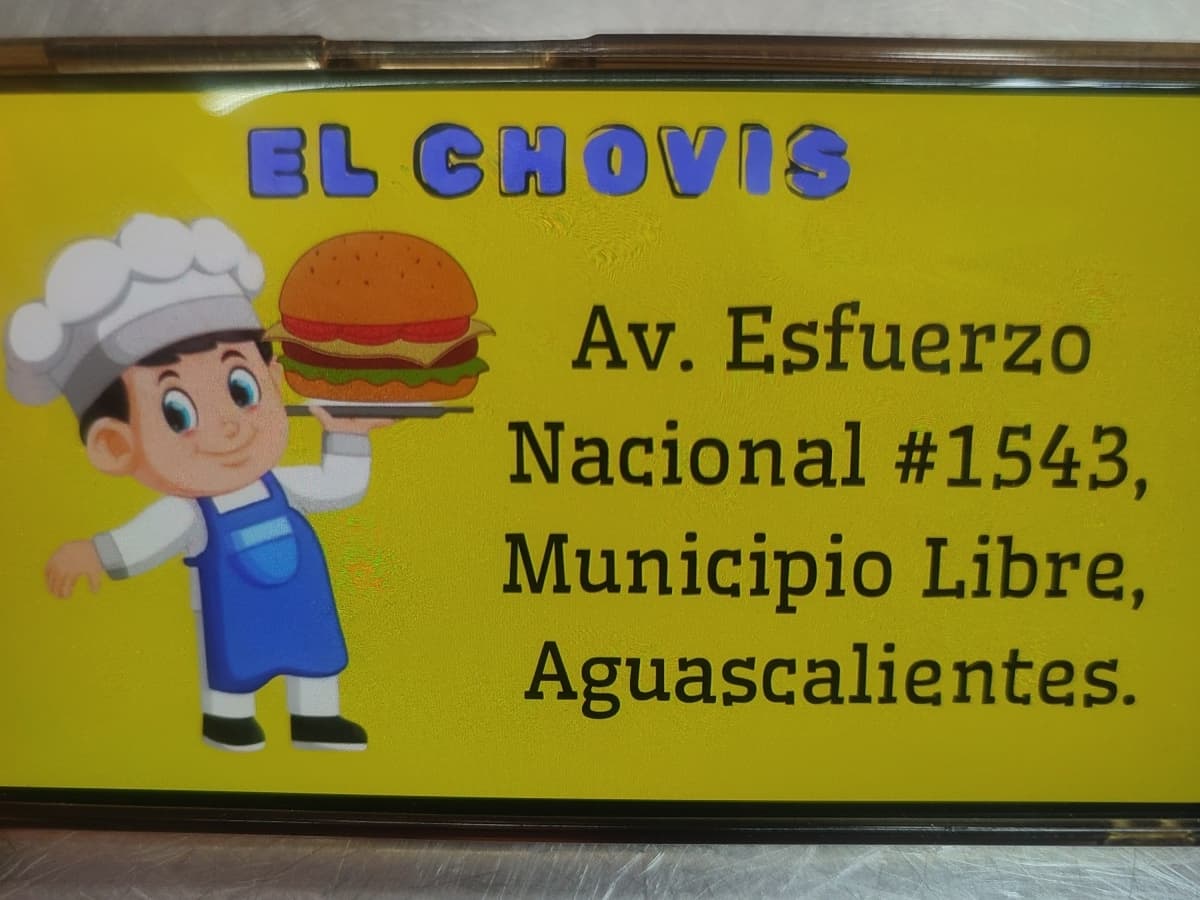 EL CHOVIS
Av. Esfuerzo
Nacional #1543,
Municipio Libre,
Aguascalientes.